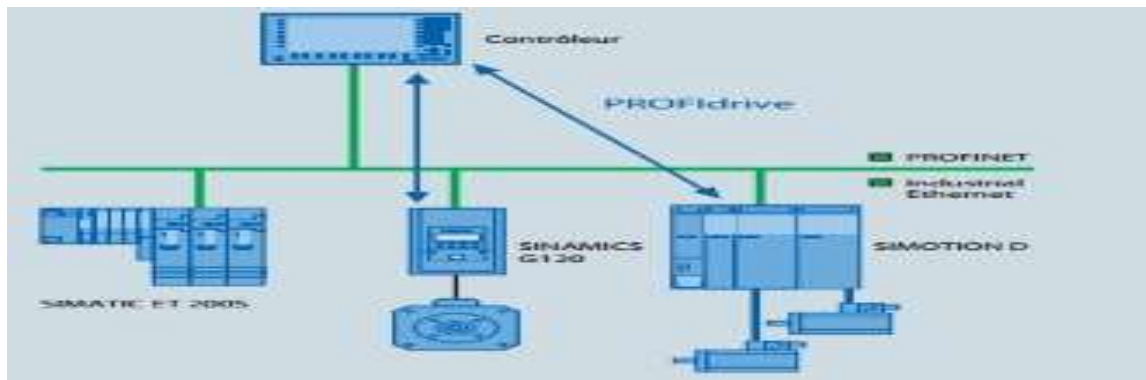 Contrôleur
PROFIdrive
PROFINET
Industrial
Ethernet
SINAMICS
G120
SIMOTION D
SIMATIC ET 200S